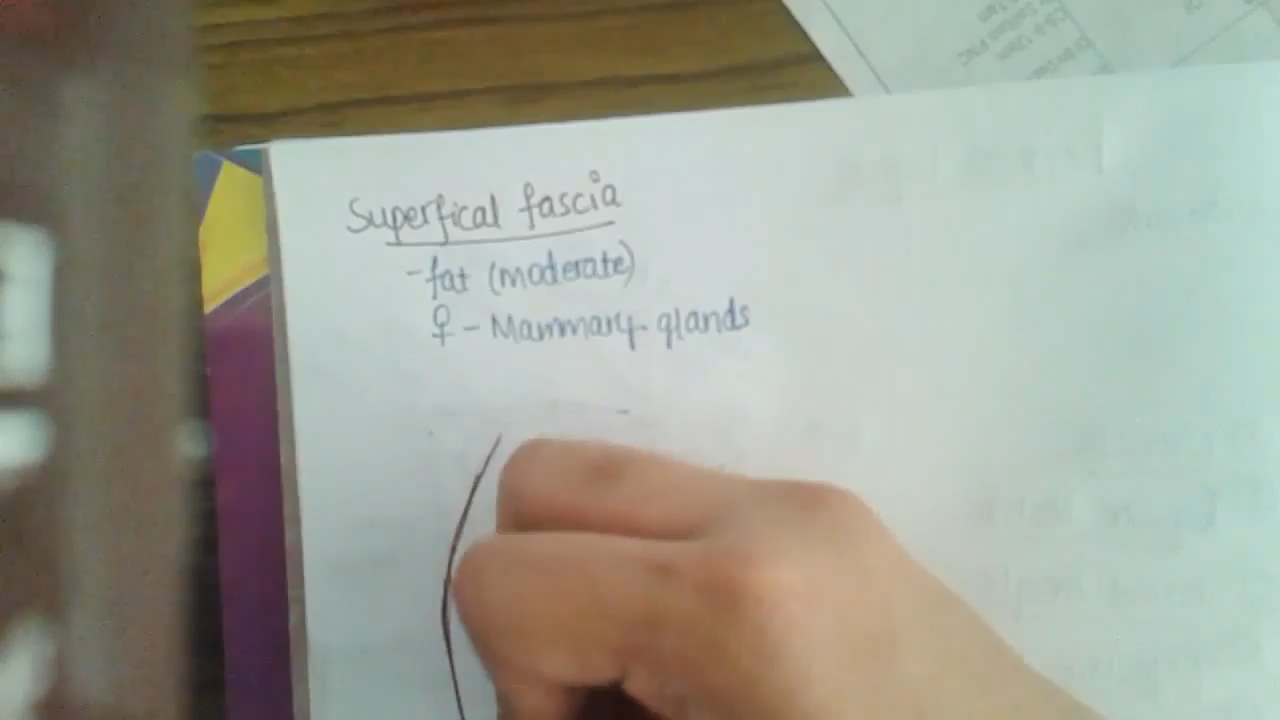 Superfical fascia
-fat (moderate)
♀ - Mammary glands